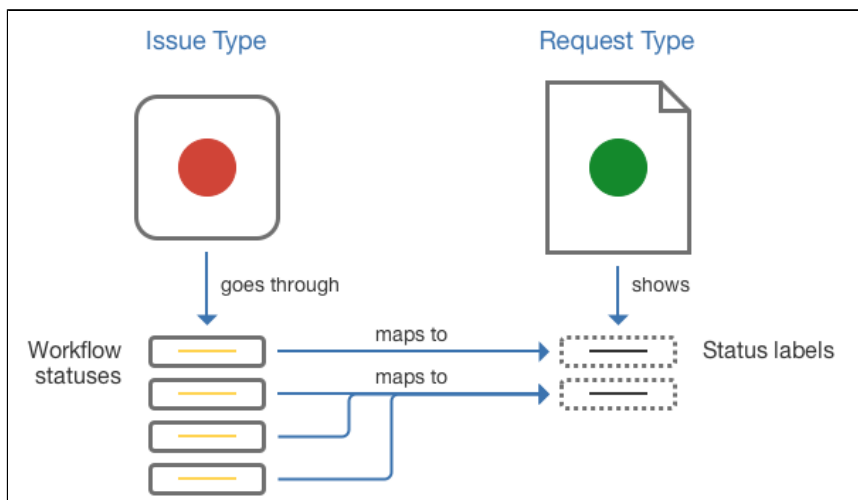 Issue Type
Request Type
goes through
shows
Workflow
statuses
maps to
Status labels
maps to